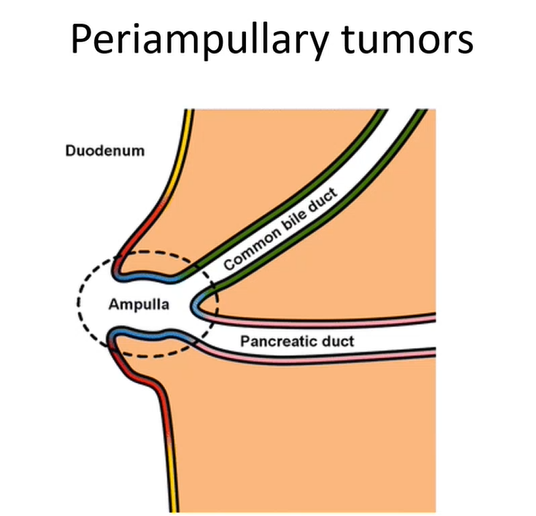 Periampullary tumors
Duodenum
Common bile duct
Ampulla
Pancreatic duct